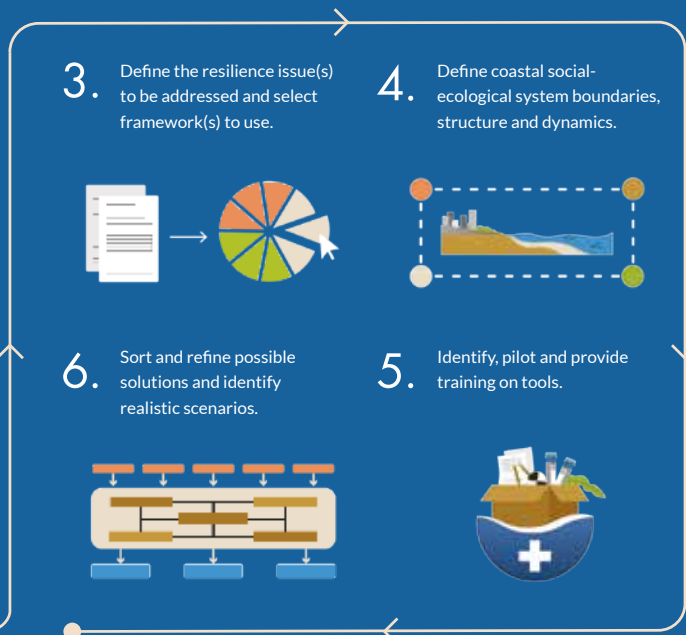 3.
Define the resilience issue(s)
to be addressed and select
framework(s) to use.
4.
Define coastal social-
ecological system boundaries,
structure and dynamics.
6.
Sort and refine possible
solutions and identify
realistic scenarios.
5.
Identify, pilot and provide
training on tools.